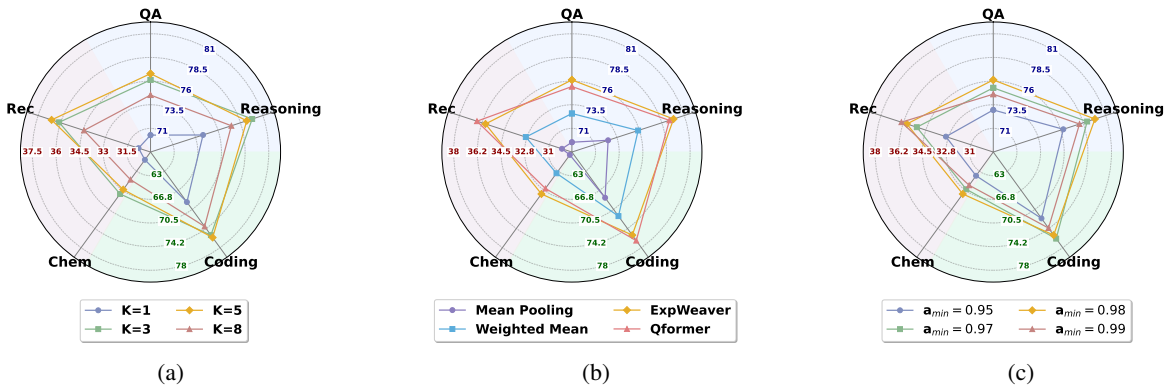 QA
81
78.5
76
73.5
71
Rec
Reasoning
37.5 36 34.5 33 31.5
63
66.8
70.5
74.2
78
Chem
Coding
K=1 K=5
K=3 K=8
(a)
QA
81
78.5
76
73.5
71
Rec
Reasoning
38 36.2 34.5 32.8 31
63
66.8
70.5
74.2
78
Chem
Coding
Mean Pooling ExpWeaver
Weighted Mean Qformer
(b)
QA
81
78.5
76
73.5
71
Rec
Reasoning
38 36.2 34.5 32.8 31
63
66.8
70.5
74.2
78
Chem
Coding
a_min = 0.95 a_min = 0.98
a_min = 0.97 a_min = 0.99
(c)